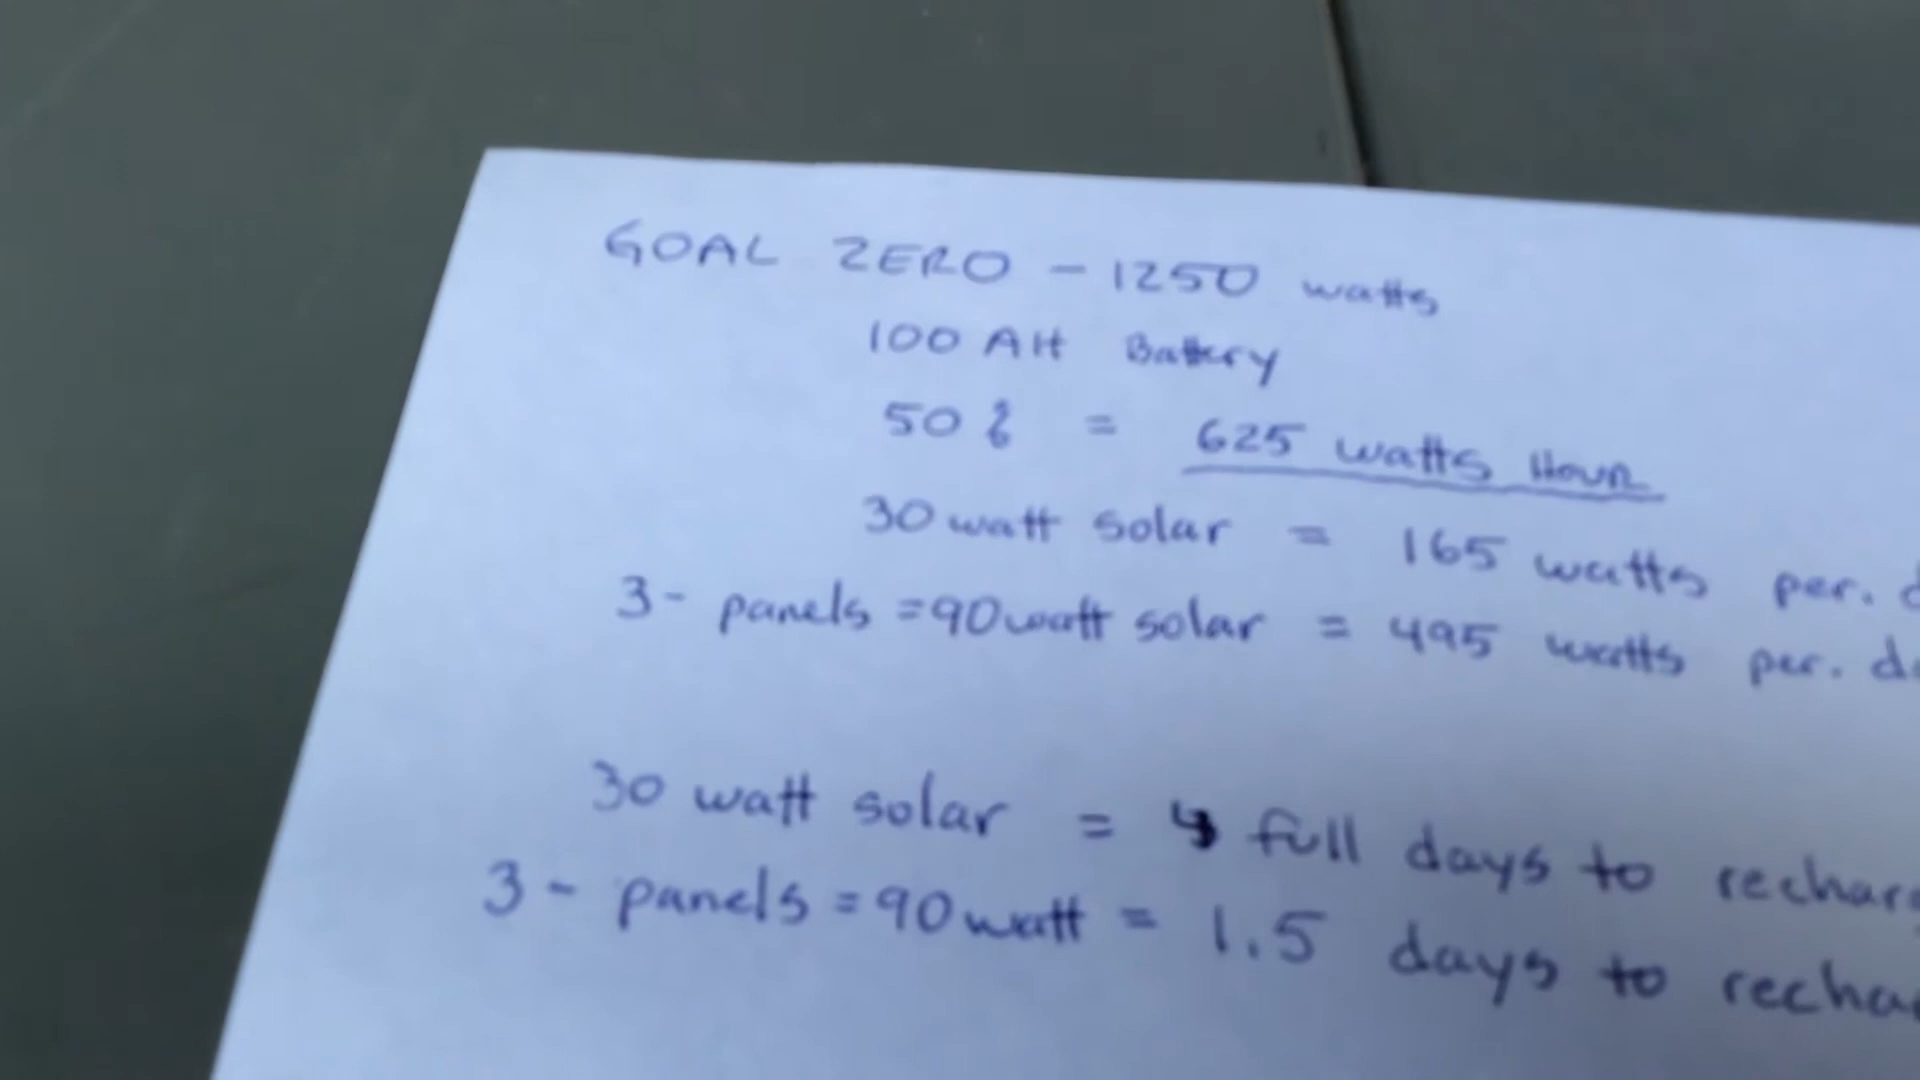 GOAL ZERO - 1250 watts
100 AH Battery
50 % = 625 watts Hour
30 watt solar = 165 watts per.
3- panels = 90 watt solar = 495 watts per.
30 watt solar = 4 full days to
3 - panels = 90 watt = 1.5 days to